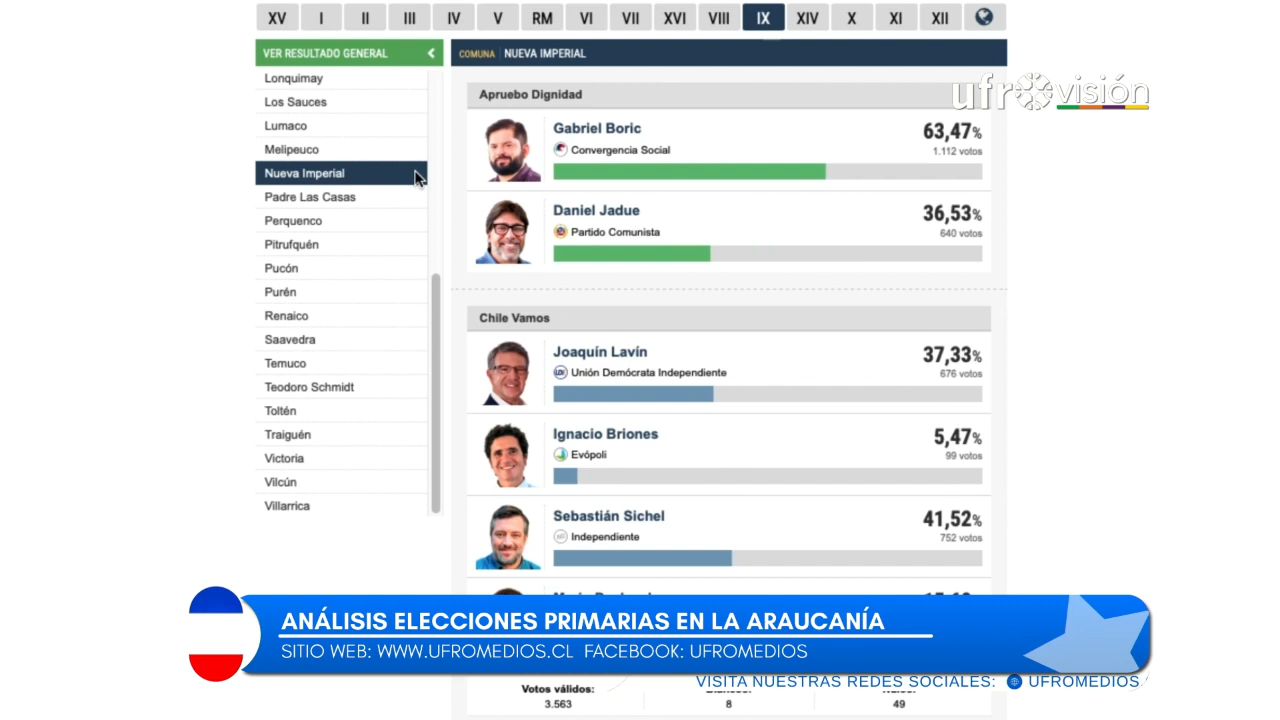 XV I II III IV V RM VI VII XVI VIII IX XIV X XI XII
VER RESULTADO GENERAL
COMUNA NUEVA IMPERIAL
Lonquimay
Los Sauces
Lumaco
Melipeuco
Nueva Imperial
Padre Las Casas
Perquenco
Pitrufquén
Pucón
Purén
Renaico
Saavedra
Temuco
Teodoro Schmidt
Toltén
Traiguén
Victoria
Vilcún
Villarrica
ufrovisión
Apruebo Dignidad
Gabriel Boric
63,47%
Convergencia Social
1.112 votos
Daniel Jadue
36,53%
Partido Comunista
640 votos
Chile Vamos
Joaquín Lavín
37,33%
UDI Unión Demócrata Independiente
676 votos
Ignacio Briones
5,47%
Evópoli
99 votos
Sebastián Sichel
41,52%
Independiente
752 votos
ANÁLISIS ELECCIONES PRIMARIAS EN LA ARAUCANÍA
SITIO WEB: WWW.UFROMEDIOS.CL FACEBOOK: UFROMEDIOS
VISITA NUESTRAS REDES SOCIALES: UFROMEDIOS
Votos válidos:
3.563
8
49